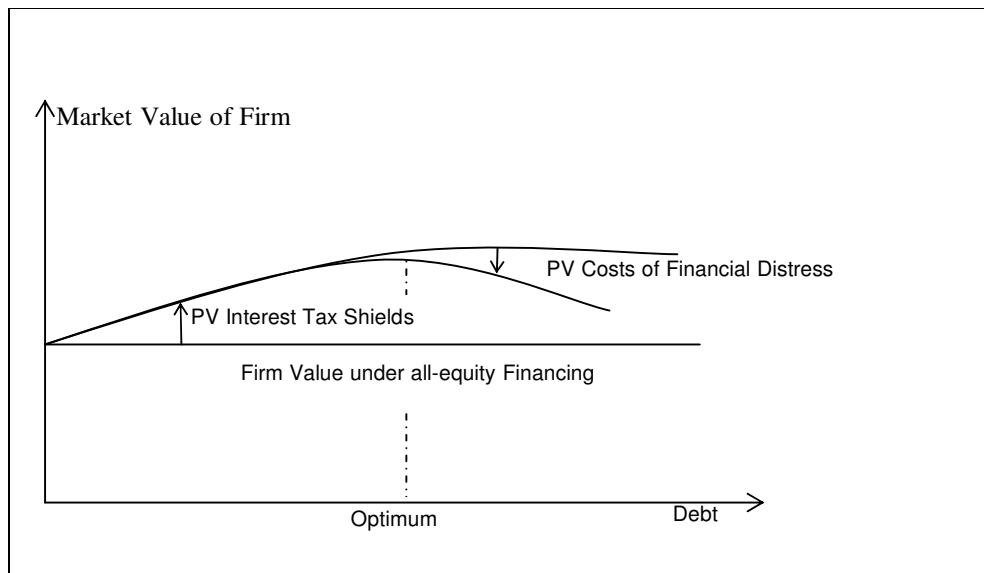 Market Value of Firm
PV Costs of Financial Distress
PV Interest Tax Shields
Firm Value under all-equity Financing
Optimum
Debt